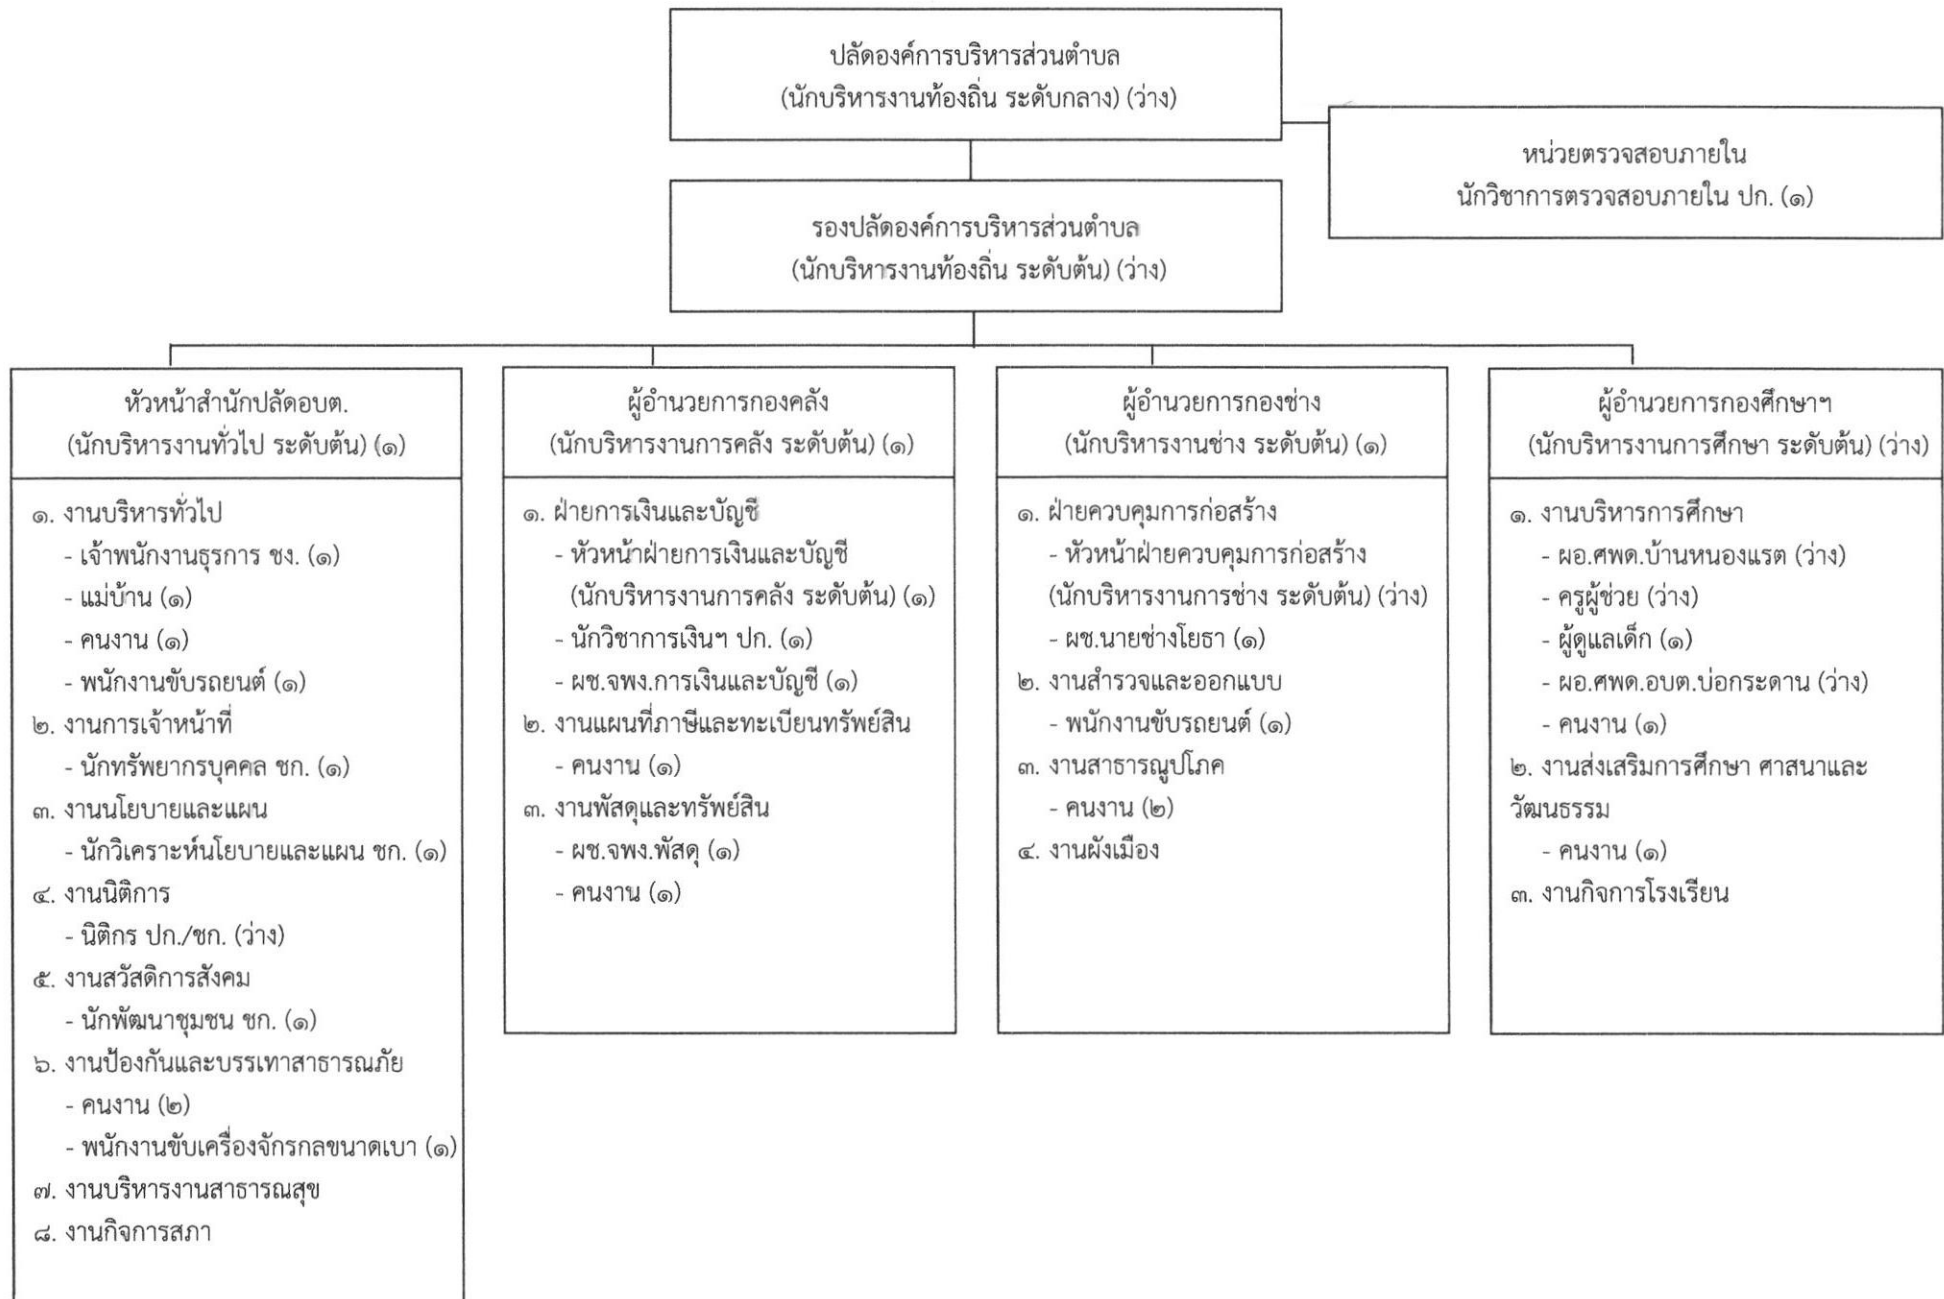 ปลัดองค์การบริหารส่วนตำบล
(นักบริหารงานท้องถิ่น ระดับกลาง) (ว่าง)
หน่วยตรวจสอบภายใน
นักวิชาการตรวจสอบภายใน ปก. (๑)
รองปลัดองค์การบริหารส่วนตำบล
(นักบริหารงานท้องถิ่น ระดับต้น) (ว่าง)
หัวหน้าสำนักปลัดอบต.
(นักบริหารงานทั่วไป ระดับต้น) (๑)
๑. งานบริหารทั่วไป
- เจ้าพนักงานธุรการ ชง. (๑)
- แม่บ้าน (๑)
- คนงาน (๑)
- พนักงานขับรถยนต์ (๑)
๒. งานการเจ้าหน้าที่
- นักทรัพยากรบุคคล ชก. (๑)
๓. งานนโยบายและแผน
- นักวิเคราะห์นโยบายและแผน ชก. (๑)
๔. งานนิติการ
- นิติกร ปก./ชก. (ว่าง)
๕. งานสวัสดิการสังคม
- นักพัฒนาชุมชน ชก. (๑)
๖. งานป้องกันและบรรเทาสาธารณภัย
- คนงาน (๒)
- พนักงานขับเครื่องจักรกลขนาดเบา (๑)
๗. งานบริหารงานสาธารณสุข
๘. งานกิจการสภา
ผู้อำนวยการกองคลัง
(นักบริหารงานการคลัง ระดับต้น) (๑)
๑. ฝ่ายการเงินและบัญชี
- หัวหน้าฝ่ายการเงินและบัญชี
(นักบริหารงานการคลัง ระดับต้น) (๑)
- นักวิชาการเงินฯ ปก. (๑)
- ผช.จพง.การเงินและบัญชี (๑)
๒. งานแผนที่ภาษีและทะเบียนทรัพย์สิน
- คนงาน (๑)
๓. งานพัสดุและทรัพย์สิน
- ผช.จพง.พัสดุ (๑)
- คนงาน (๑)
ผู้อำนวยการกองช่าง
(นักบริหารงานช่าง ระดับต้น) (๑)
๑. ฝ่ายควบคุมการก่อสร้าง
- หัวหน้าฝ่ายควบคุมการก่อสร้าง
(นักบริหารงานการช่าง ระดับต้น) (ว่าง)
- ผช.นายช่างโยธา (๑)
๒. งานสำรวจและออกแบบ
- พนักงานขับรถยนต์ (๑)
๓. งานสาธารณูปโภค
- คนงาน (๒)
๔. งานผังเมือง
ผู้อำนวยการกองศึกษาฯ
(นักบริหารงานการศึกษา ระดับต้น) (ว่าง)
๑. งานบริหารการศึกษา
- ผอ.ศพด.บ้านหนองแรต (ว่าง)
- ครูผู้ช่วย (ว่าง)
- ผู้ดูแลเด็ก (๑)
- ผอ.ศพด.อบต.บ่อกระดาน (ว่าง)
- คนงาน (๑)
๒. งานส่งเสริมการศึกษา ศาสนาและ
วัฒนธรรม
- คนงาน (๑)
๓. งานกิจการโรงเรียน